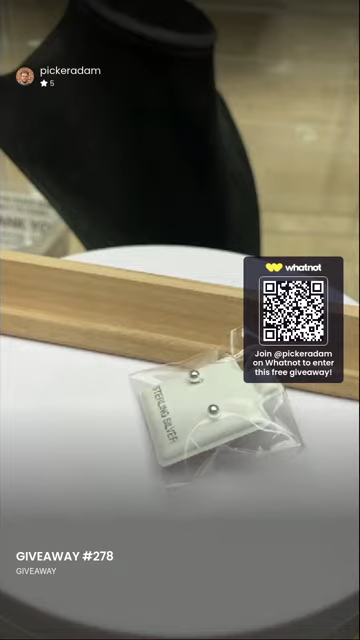 pickeradam
★ 5
whatnot
Join @pickeradam
on Whatnot to enter
this free giveaway!
STERLING SILVER
GIVEAWAY #278
GIVEAWAY